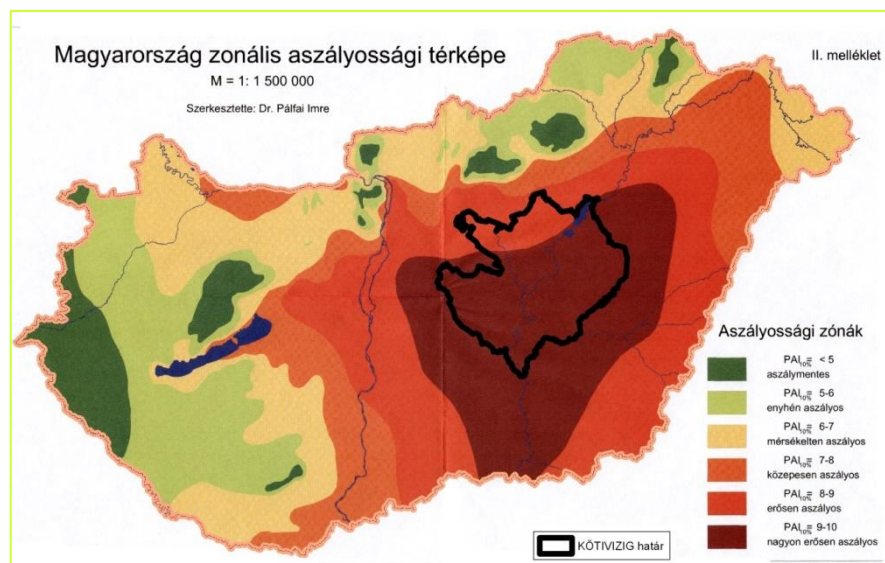 Magyarország zonális aszályossági térképe
II. melléklet
M = 1: 1 500 000
Szerkesztette: Dr. Pálfai Imre
Aszályossági zónák
PAI10%= < 5
aszálymentes
PAI10%= 5-6
enyhén aszályos
PAI10%= 6-7
mérsékelten aszályos
PAI10%= 7-8
közepesen aszályos
PAI10%= 8-9
erősen aszályos
PAI10%= 9-10
nagyon erősen aszályos
KÖTIVIZIG határ